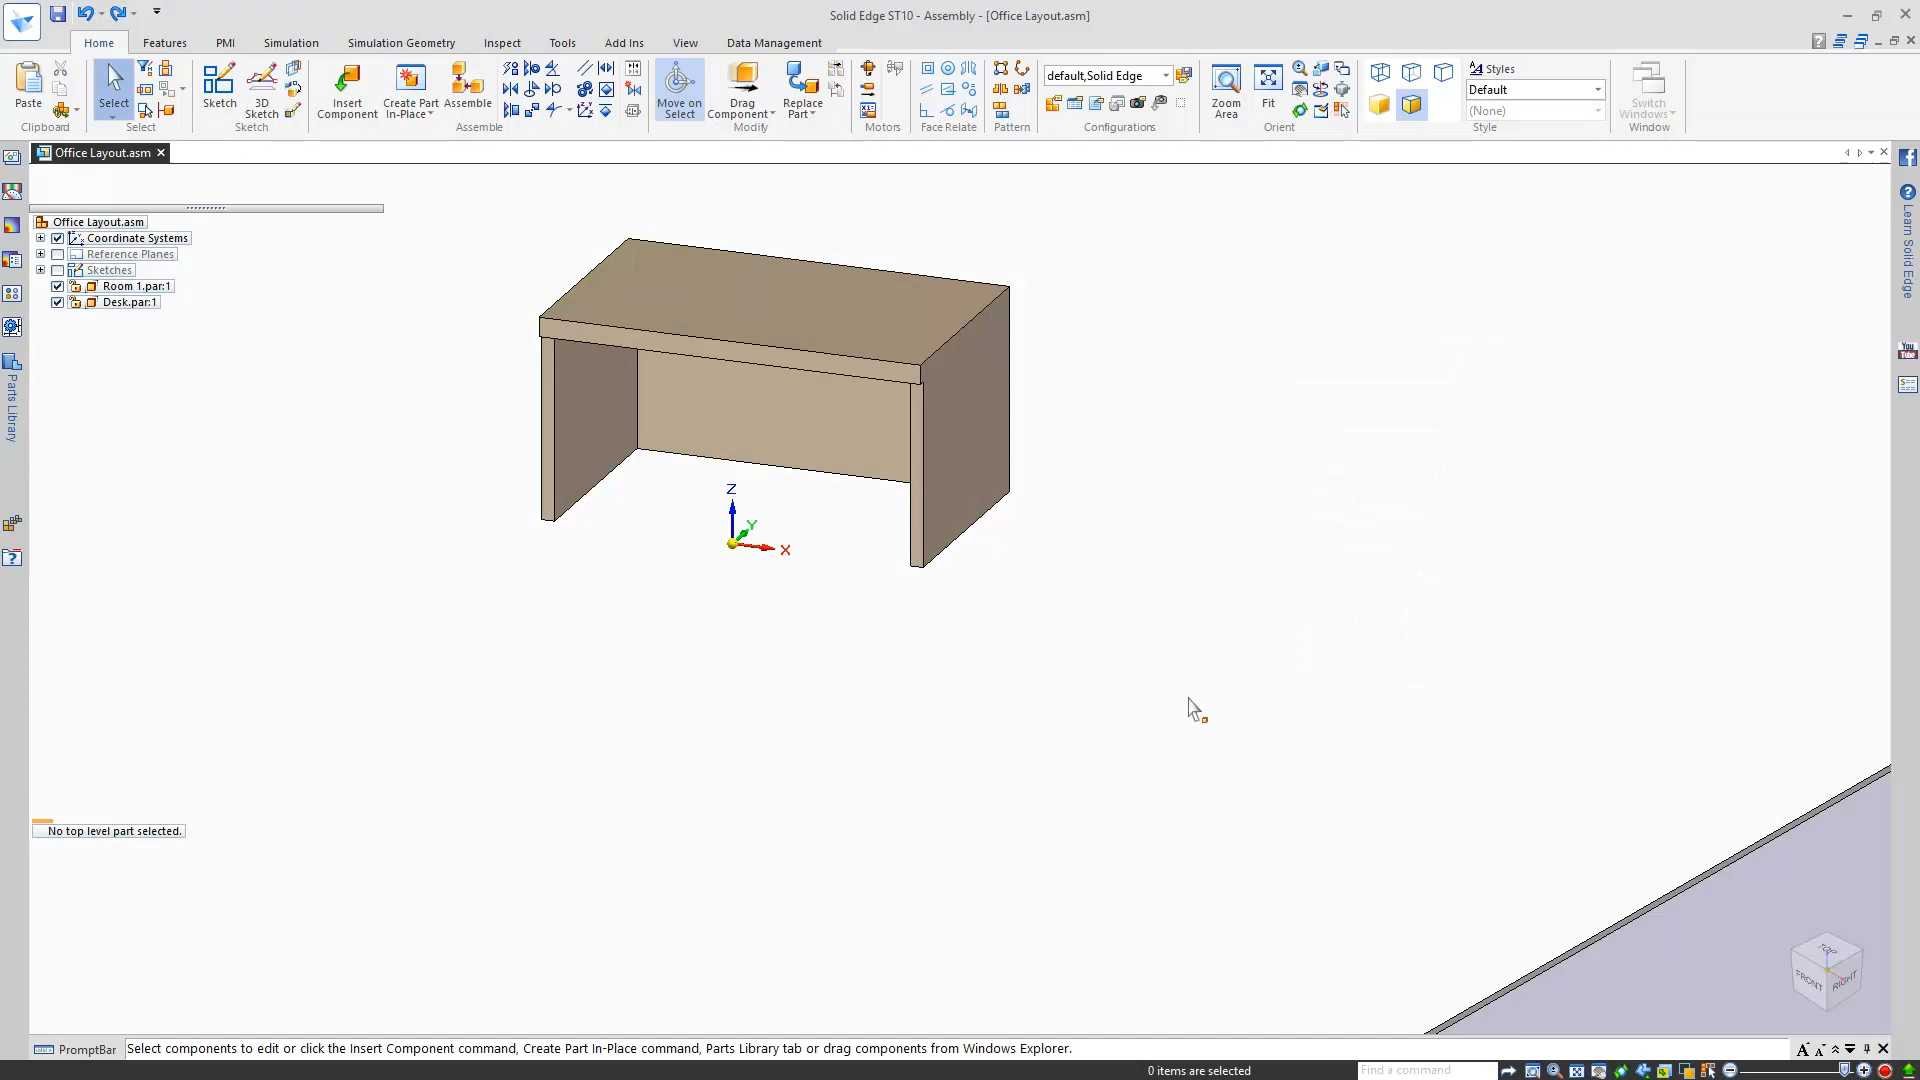 Solid Edge ST10 - Assembly - [Office Layout.asm]
Home Features PMI Simulation Simulation Geometry Inspect Tools Add Ins View Data Management
Paste
Clipboard
Select
Select
Sketch
3D
Sketch
Sketch
Insert
Component
Create Part
In-Place
Assemble
Assemble
Move on
Select
Drag
Component
Replace
Part
Modify
Motors
Face Relate
Pattern
default,Solid Edge
Configurations
Zoom
Area
Fit
Orient
Styles
Default
(None)
Style
Switch
Windows
Window
Office Layout.asm
Office Layout.asm
Coordinate Systems
Reference Planes
Sketches
Room 1.par:1
Desk.par:1
Parts Library
Learn Solid Edge
You
Tube
Z
Y
X
No top level part selected.
TOP
FRONT
RIGHT
PromptBar
Select components to edit or click the Insert Component command, Create Part In-Place command, Parts Library tab or drag components from Windows Explorer.
0 items are selected
Find a command